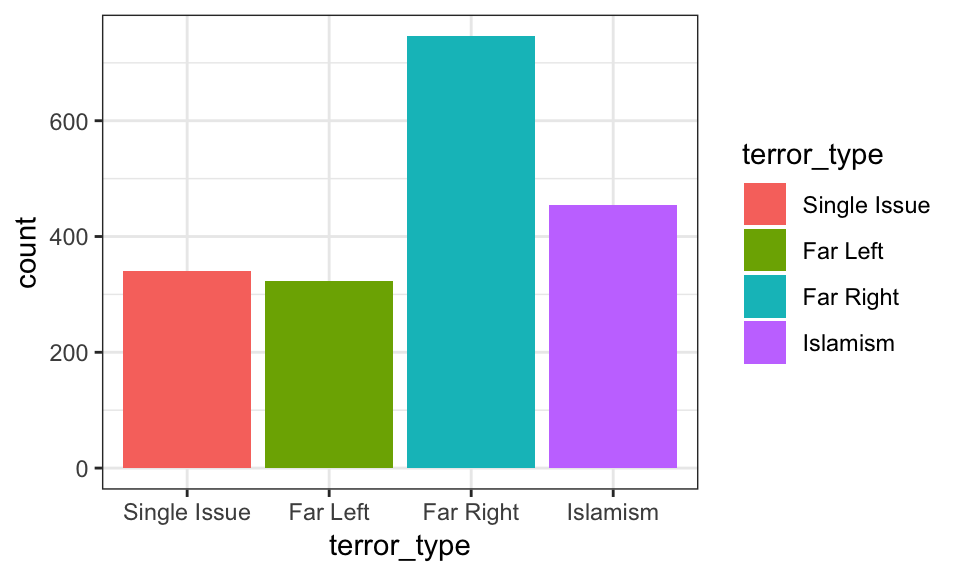 600
400
200
0
count
Single Issue Far Left Far Right Islamism
terror_type
terror_type
Single Issue
Far Left
Far Right
Islamism